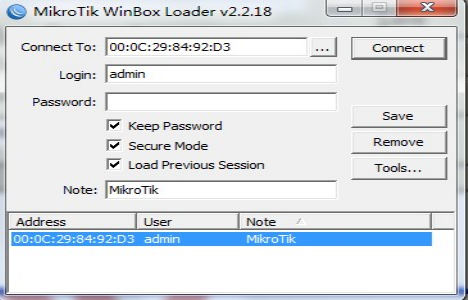 MikroTik WinBox Loader v2.2.18
Connect To: 00:0C:29:84:92:D3 ... Connect
Login: admin
Password:
Keep Password Save
Secure Mode Remove
Load Previous Session Tools...
Note: MikroTik
Address User Note
00:0C:29:84:92:D3 admin MikroTik